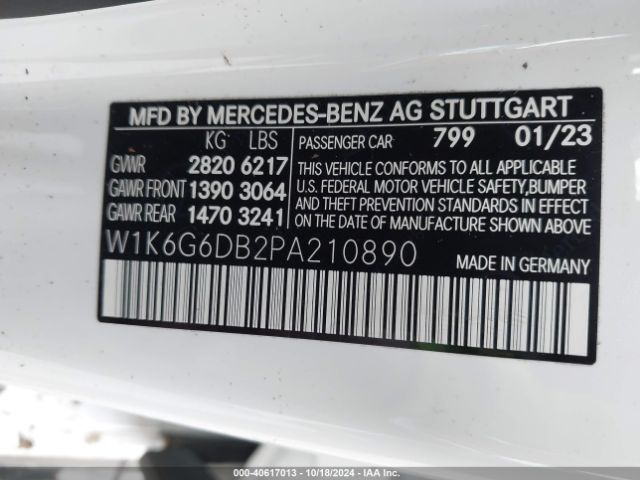 MFD BY MERCEDES-BENZ AG STUTTGART
KG LBS
GVWR 2820 6217
GAWR FRONT 1390 3064
GAWR REAR 1470 3241
PASSENGER CAR 799 01/23
THIS VEHICLE CONFORMS TO ALL APPLICABLE
U.S. FEDERAL MOTOR VEHICLE SAFETY,BUMPER
AND THEFT PREVENTION STANDARDS IN EFFECT
ON THE DATE OF MANUFACTURE SHOWN ABOVE.
W1K6G6DB2PA210890
MADE IN GERMANY
000-40617013 | 10/18/2024 | IAA Inc.